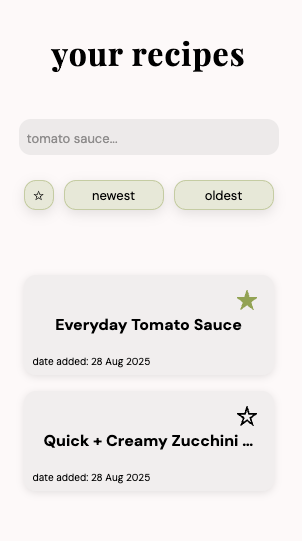 your recipes
tomato sauce...
newest
oldest
Everyday Tomato Sauce
date added: 28 Aug 2025
Quick + Creamy Zucchini ...
date added: 28 Aug 2025